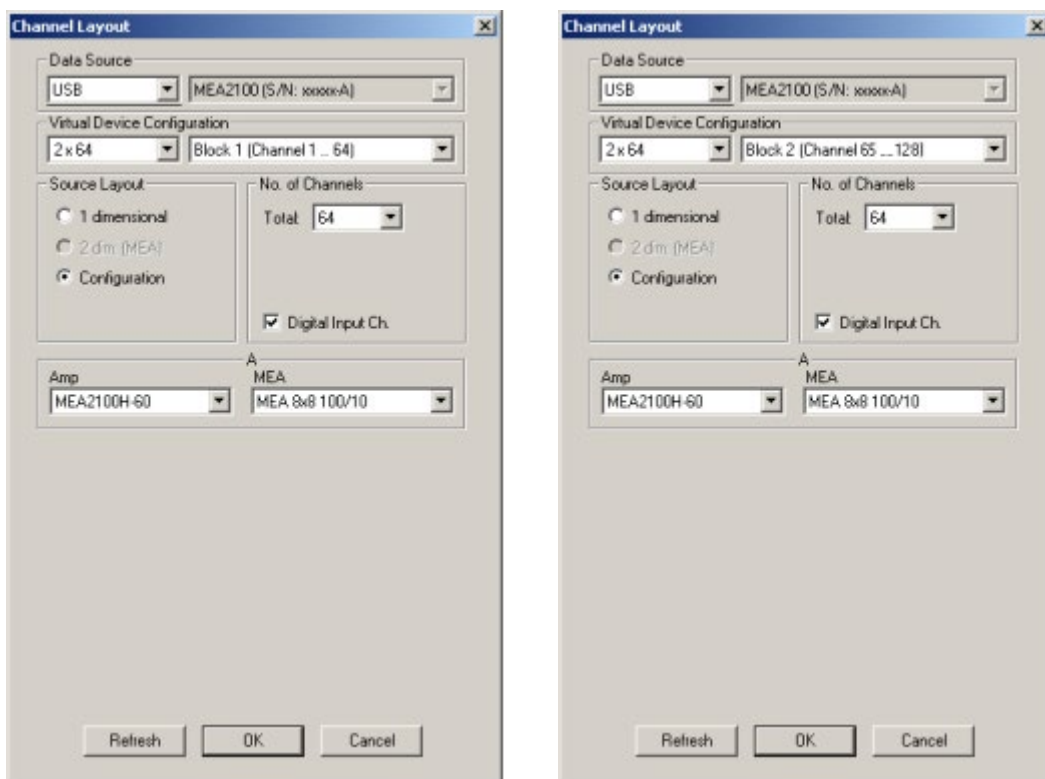 Channel Layout
Data Source
USB
MEA2100 (S/N: xxxxx-A)
Virtual Device Configuration
2 x 64
Block 1 (Channel 1 ... 64)
Source Layout
1 dimensional
2 dim. (MEA)
Configuration
No. of Channels
Total: 64
Digital Input Ch.
A
Amp
MEA2100H-60
MEA
MEA 8x8 100/10
Refresh
OK
Cancel
Channel Layout
Data Source
USB
MEA2100 (S/N: xxxxx-A)
Virtual Device Configuration
2 x 64
Block 2 (Channel 65 ... 128)
Source Layout
1 dimensional
2 dim. (MEA)
Configuration
No. of Channels
Total: 64
Digital Input Ch.
A
Amp
MEA2100H-60
MEA
MEA 8x8 100/10
Refresh
OK
Cancel